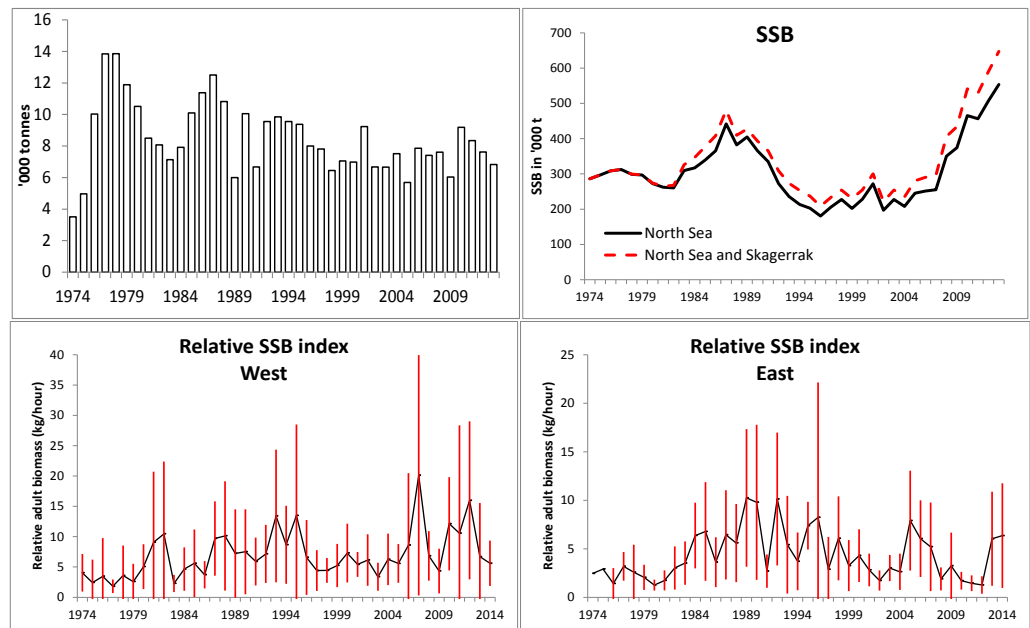 '000 tonnes
16
14
12
10
8
6
4
2
0
1974 1979 1984 1989 1994 1999 2004 2009
SSB
SSB in '000 t
700
600
500
400
300
200
100
0
North Sea
North Sea and Skagerrak
1974 1979 1984 1989 1994 1999 2004 2009
Relative SSB index
West
Relative adult biomass (kg/hour)
40
35
30
25
20
15
10
5
0
1974 1979 1984 1989 1994 1999 2004 2009 2014
Relative SSB index
East
Relative adult biomass (kg/hour)
25
20
15
10
5
0
1974 1979 1984 1989 1994 1999 2004 2009 2014